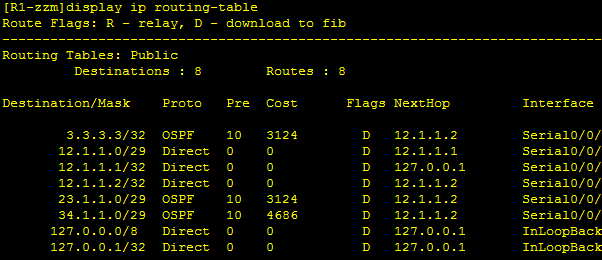 [R1-zzm]display ip routing-table
Route Flags: R - relay, D - download to fib
------------------------------------------------------------------------------
Routing Tables: Public
         Destinations : 8        Routes : 8
Destination/Mask    Proto   Pre  Cost      Flags NextHop         Interface
        3.3.3.3/32  OSPF    10   3124        D   12.1.1.2        Serial0/0/
       12.1.1.0/29  Direct  0    0           D   12.1.1.1        Serial0/0/
       12.1.1.1/32  Direct  0    0           D   127.0.0.1       Serial0/0/
       12.1.1.2/32  Direct  0    0           D   12.1.1.2        Serial0/0/
       23.1.1.0/29  OSPF    10   3124        D   12.1.1.2        Serial0/0/
       34.1.1.0/29  OSPF    10   4686        D   12.1.1.2        Serial0/0/
      127.0.0.0/8   Direct  0    0           D   127.0.0.1       InLoopBack
      127.0.0.1/32  Direct  0    0           D   127.0.0.1       InLoopBack